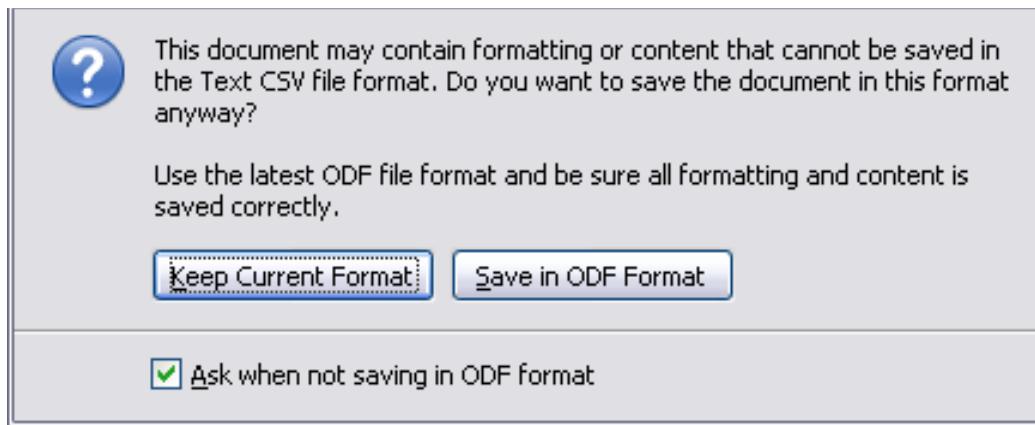 This document may contain formatting or content that cannot be saved in
the Text CSV file format. Do you want to save the document in this format
anyway?
Use the latest ODF file format and be sure all formatting and content is
saved correctly.
Keep Current Format
Save in ODF Format
Ask when not saving in ODF format